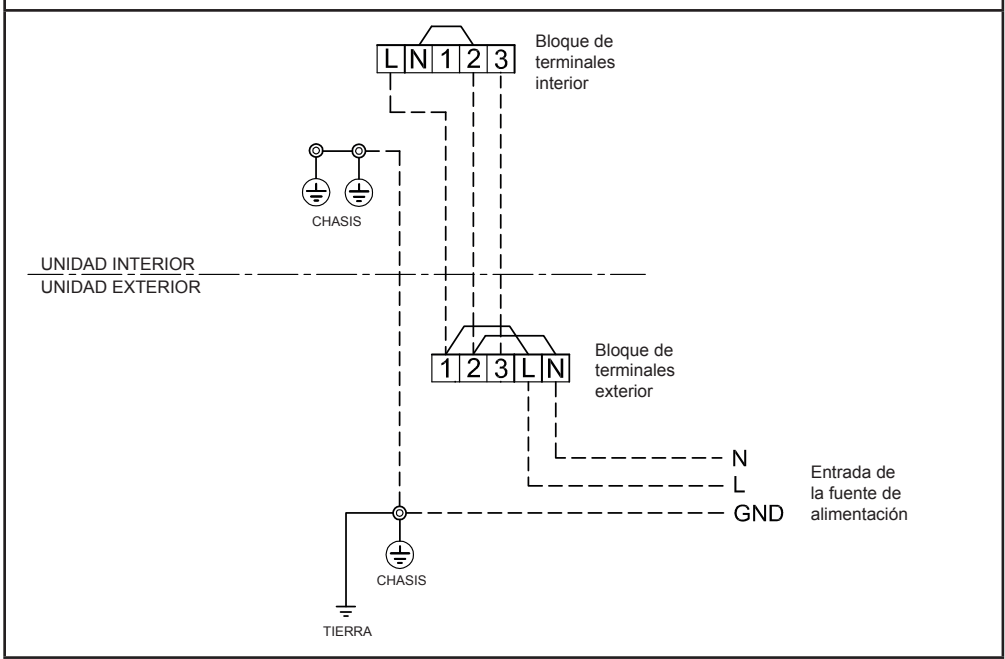 Bloque de
terminales
interior
L N 1 2 3
CHASIS
UNIDAD INTERIOR
UNIDAD EXTERIOR
1 2 3 L N
Bloque de
terminales
exterior
N
L
GND
Entrada de
la fuente de
alimentación
CHASIS
TIERRA